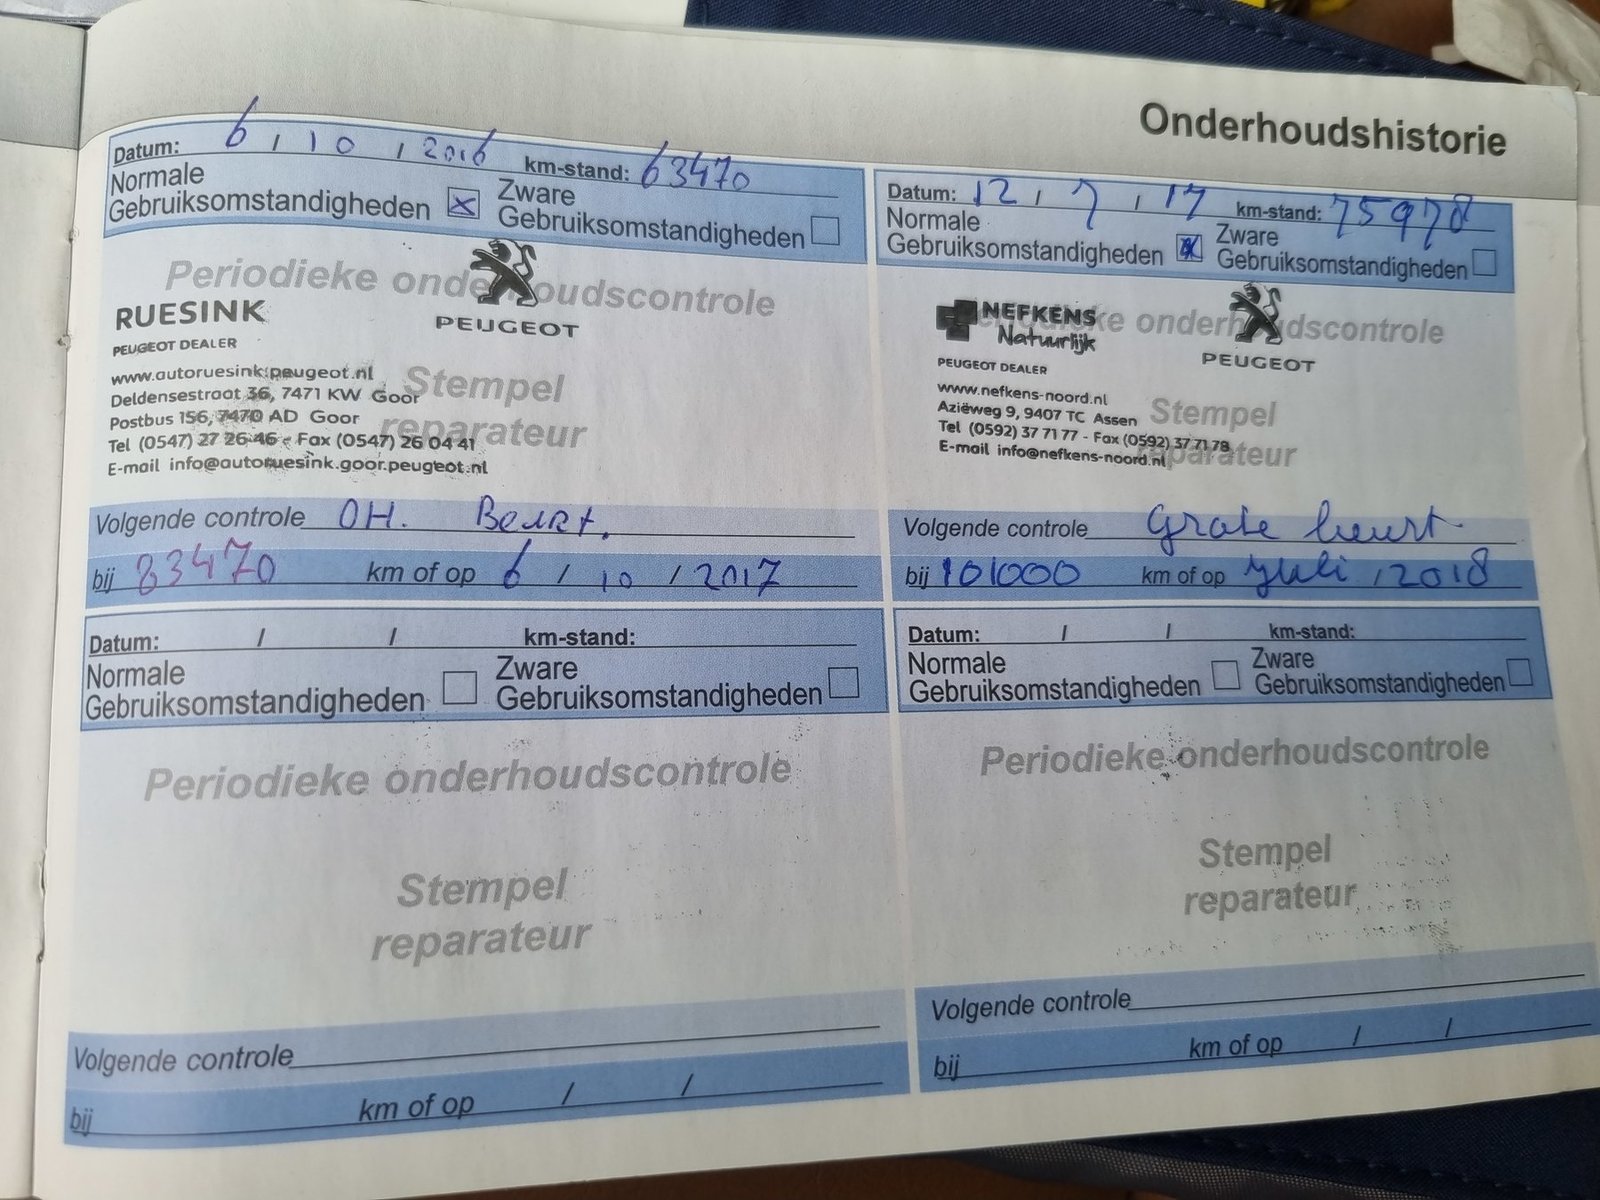 Onderhoudshistorie
Datum: 6 / 10 / 2016 km-stand: 63470
Normale Gebruiksomstandigheden x Zware Gebruiksomstandigheden
Periodieke onderhoudscontrole
RUESINK
PEUGEOT
PEUGEOT DEALER
www.autoruesink.peugeot.nl
Deldensestraat 36, 7471 KW Goor
Postbus 156, 7470 AD Goor
Tel (0547) 27 26 46 - Fax (0547) 26 04 41
E-mail info@autoruesink.goor.peugeot.nl
Stempel
reparateur
Volgende controle OH. Beurt.
bij 83470 km of op 6 / 10 / 2017
Datum: 12 / 7 / 17 km-stand: 75978
Normale Gebruiksomstandigheden x Zware Gebruiksomstandigheden
Periodieke onderhoudscontrole
NEFKENS
Natuurlijk
PEUGEOT
PEUGEOT DEALER
www.nefkens-noord.nl
Aziëweg 9, 9407 TC Assen
Tel (0592) 37 71 77 - Fax (0592) 37 71 78
E-mail info@nefkens-noord.nl
Stempel
reparateur
Volgende controle Grote beurt
bij 101000 km of op Juli / 2018
Datum: / / km-stand:
Normale Gebruiksomstandigheden Zware Gebruiksomstandigheden
Periodieke onderhoudscontrole
Stempel
reparateur
Volgende controle
bij km of op / /
Datum: / / km-stand:
Normale Gebruiksomstandigheden Zware Gebruiksomstandigheden
Periodieke onderhoudscontrole
Stempel
reparateur
Volgende controle
bij km of op / /